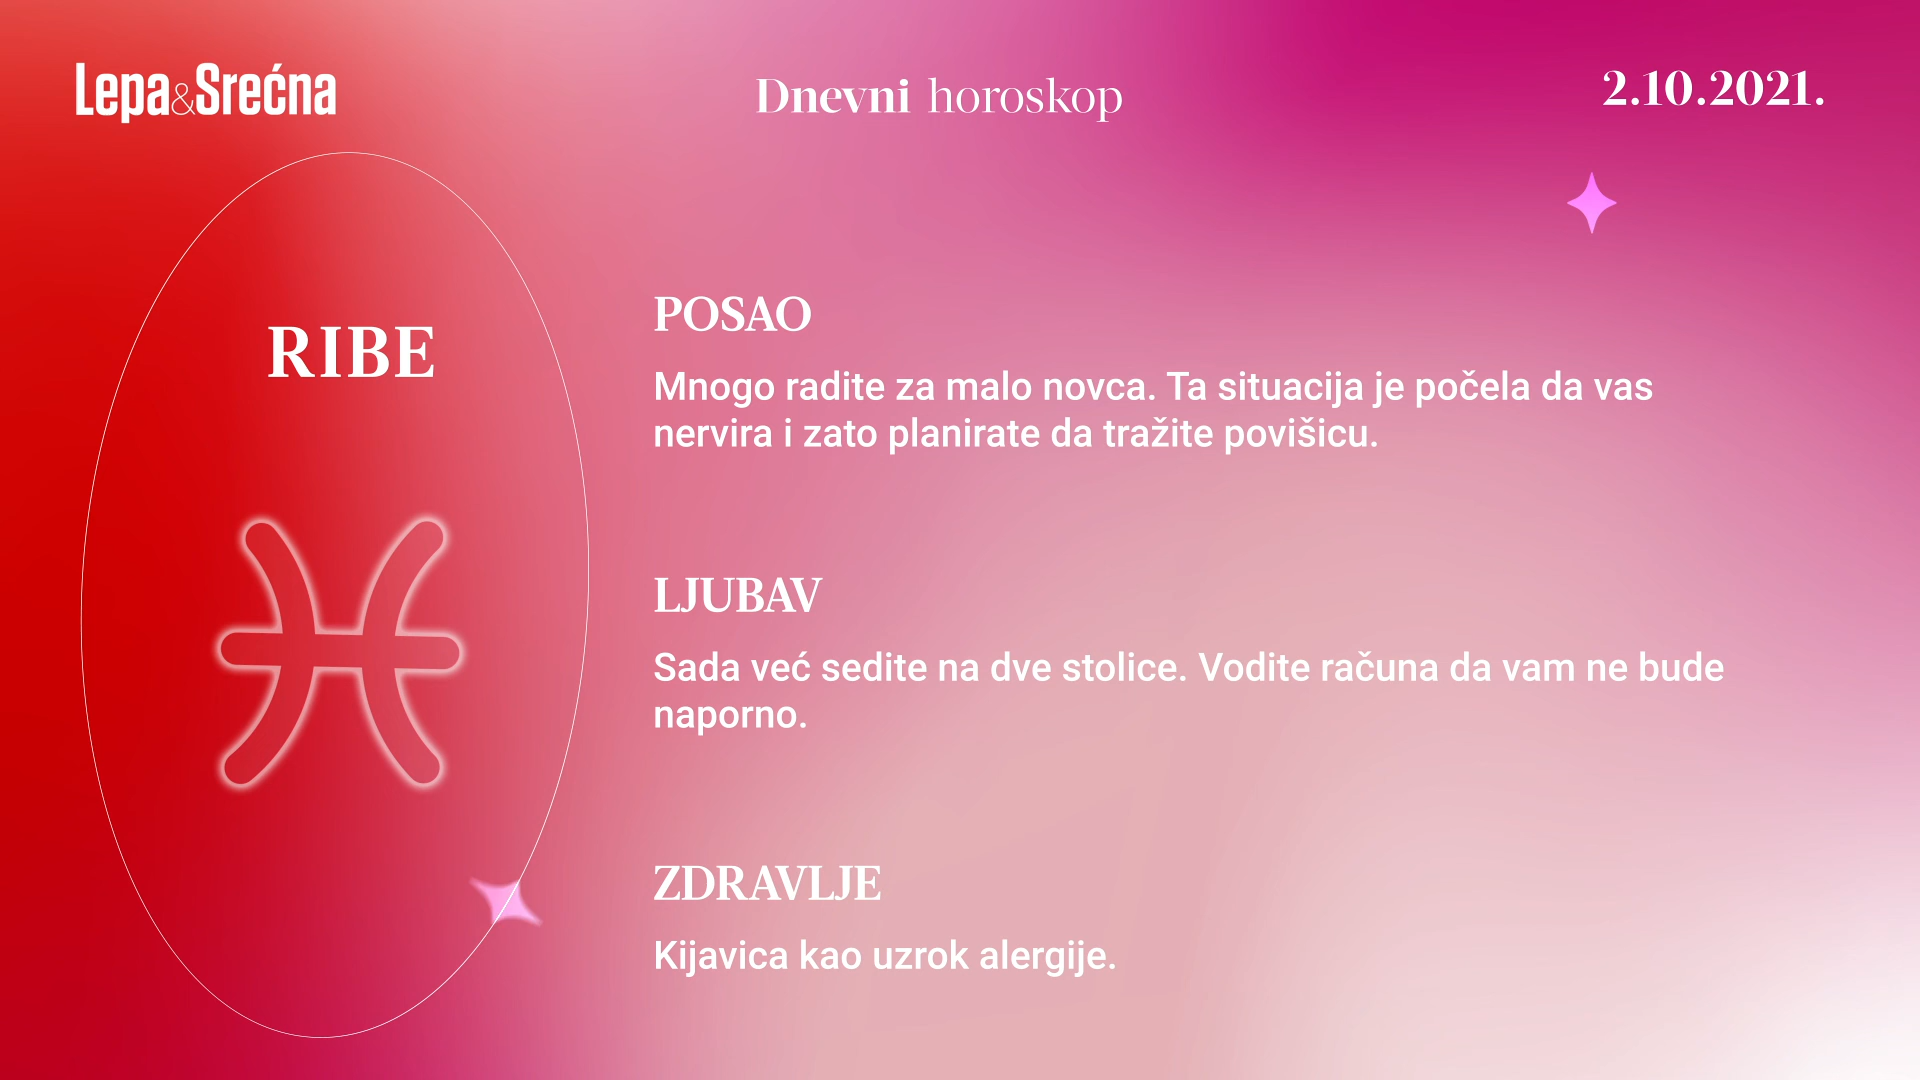 Lepa&Srećna
Dnevni horoskop
2.10.2021.
RIBE
POSAO
Mnogo radite za malo novca. Ta situacija je počela da vas
nervira i zato planirate da tražite povišicu.
LJUBAV
Sada već sedite na dve stolice. Vodite računa da vam ne bude
naporno.
ZDRAVLJE
Kijavica kao uzrok alergije.